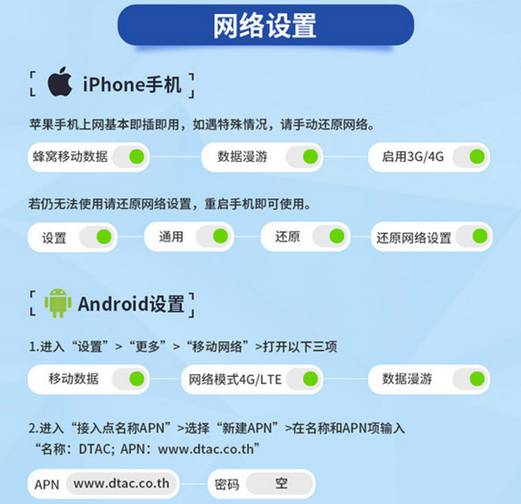 网络设置
iPhone手机
苹果手机上网基本即插即用，如遇特殊情况，请手动还原网络。
蜂窝移动数据 数据漫游 启用3G/4G
若仍无法使用请还原网络设置，重启手机即可使用。
设置 通用 还原 还原网络设置
Android设置
1.进入“设置”>“更多”>“移动网络”>打开以下三项
移动数据 网络模式4G/LTE 数据漫游
2.进入“接入点名称APN”>选择“新建APN”>在名称和APN项输入
“名称：DTAC; APN：www.dtac.co.th”
APN www.dtac.co.th 密码 空